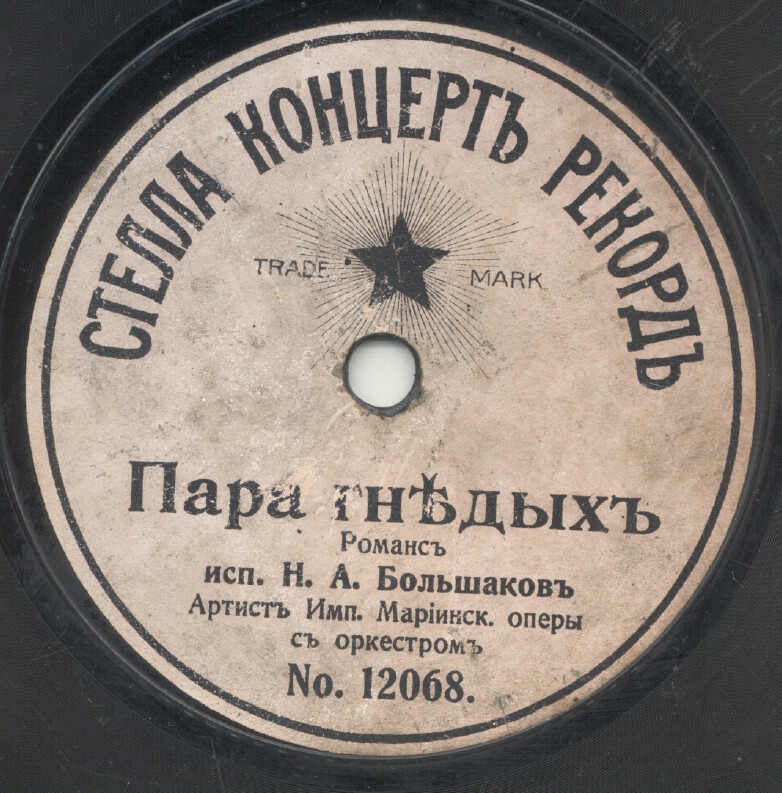 СТЕЛЛА КОНЦЕРТЪ РЕКОРДЪ
TRADE MARK
Пара гнѣдыхъ
Романсъ
исп. Н. А. Большаковъ
Артистъ Имп. Маріинск. оперы
съ оркестромъ
No. 12068.